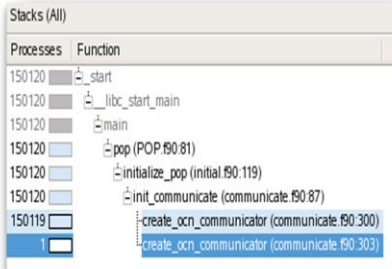 Stacks (All)
Processes Function
150120 _start
150120 __libc_start_main
150120 main
150120 pop (POP.f90:81)
150120 initialize_pop (initial.f90:119)
150120 init_communicate (communicate.f90:87)
150119 create_ocn_communicator (communicate.f90:300)
1 create_ocn_communicator (communicate.f90:303)